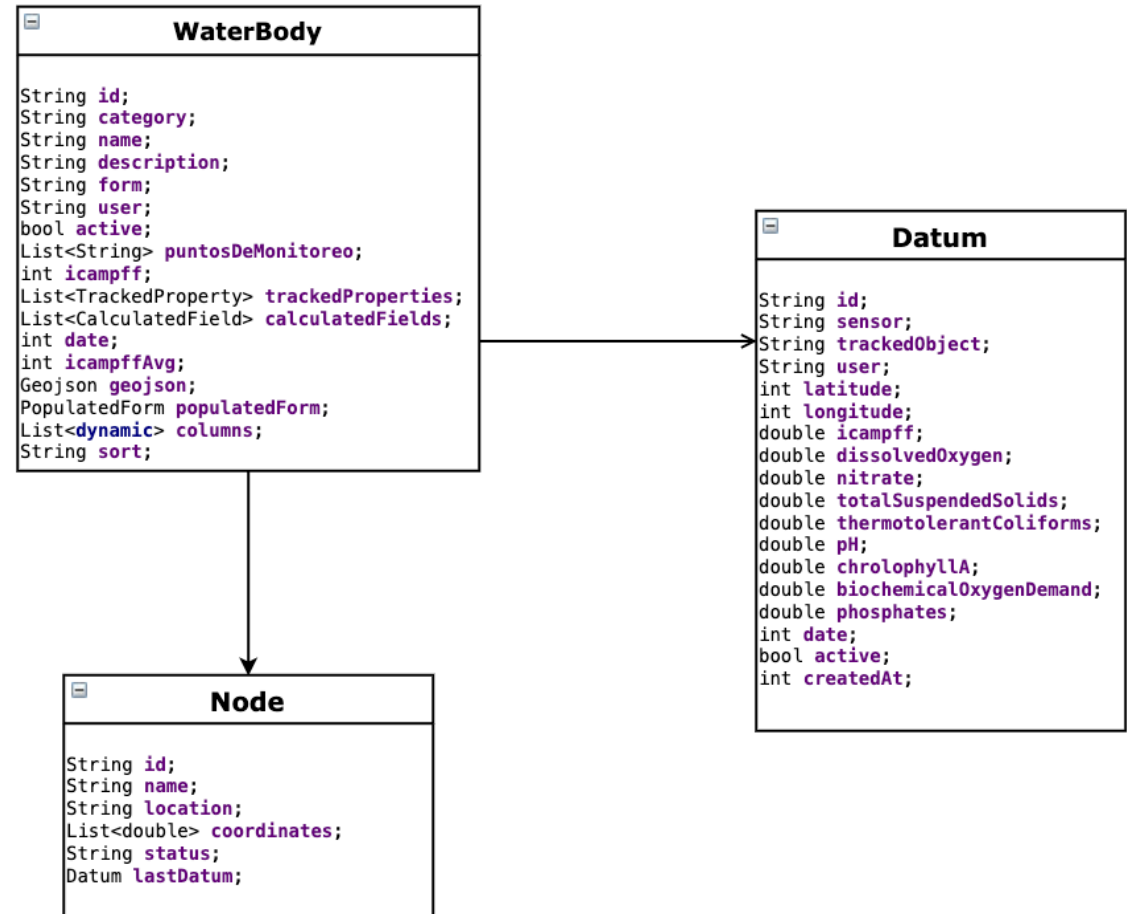 WaterBody
String id;
String category;
String name;
String description;
String form;
String user;
bool active;
List<String> puntosDeMonitoreo;
int icampff;
List<TrackedProperty> trackedProperties;
List<CalculatedField> calculatedFields;
int date;
int icampffAvg;
Geojson geojson;
PopulatedForm populatedForm;
List<dynamic> columns;
String sort;
Datum
String id;
String sensor;
String trackedObject;
String user;
int latitude;
int longitude;
double icampff;
double dissolvedOxygen;
double nitrate;
double totalSuspendedSolids;
double thermotolerantColiforms;
double pH;
double chrolophyllA;
double biochemicalOxygenDemand;
double phosphates;
int date;
bool active;
int createdAt;
Node
String id;
String name;
String location;
List<double> coordinates;
String status;
Datum lastDatum;